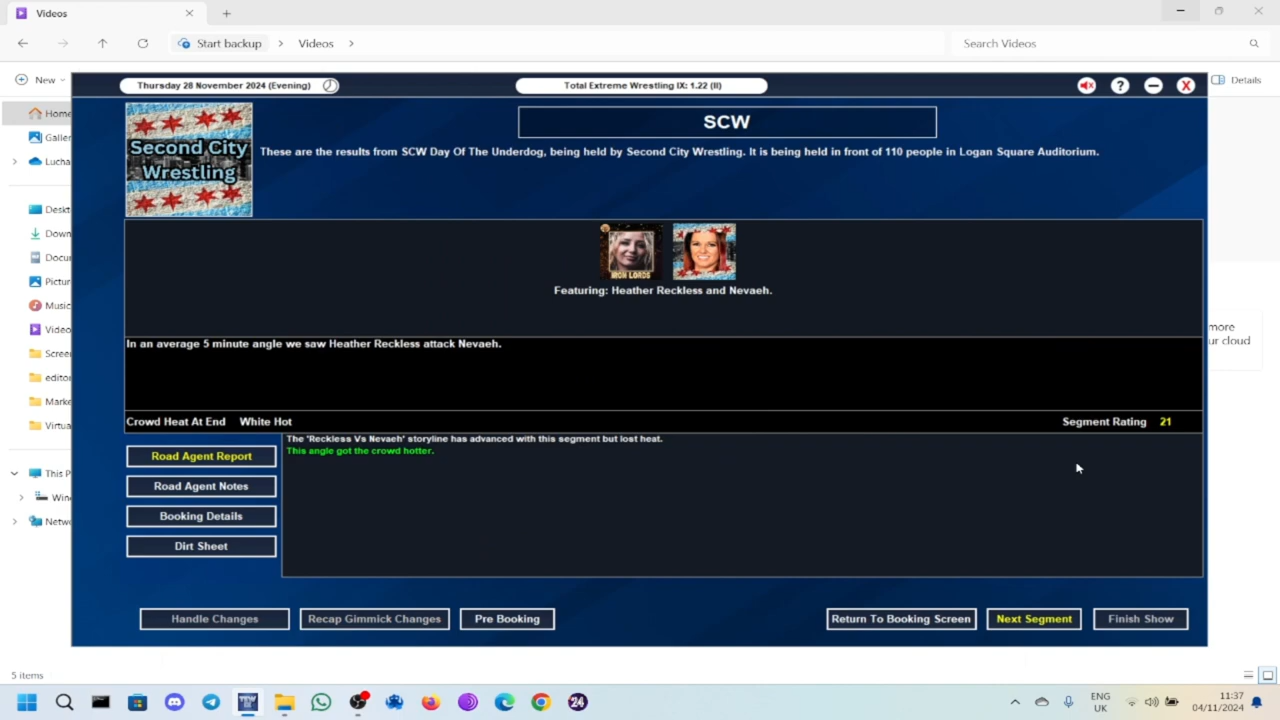 Videos
Start backup
Videos
Search Videos
New
Details
Thursday 28 November 2024 (Evening)
Total Extreme Wrestling IX: 1.22 (II)
Second City
Wrestling
SCW
These are the results from SCW Day Of The Underdog, being held by Second City Wrestling. It is being held in front of 110 people in Logan Square Auditorium.
Home
Galler
Lucha
Deskt
Down
Docu
Pictur
Music
Video
Scree
editor
Marke
Virtua
This P
Wind
Netwo
IRON LORDS
Featuring: Heather Reckless and Nevaeh.
more
ur cloud
In an average 5 minute angle we saw Heather Reckless attack Nevaeh.
Crowd Heat At End White Hot
Segment Rating 21
The 'Reckless Vs Nevaeh' storyline has advanced with this segment but lost heat.
This angle got the crowd hotter.
Road Agent Report
Road Agent Notes
Booking Details
Dirt Sheet
Handle Changes
Recap Gimmick Changes
Pre Booking
Return To Booking Screen
Next Segment
Finish Show
5 items
TEW
IX
24
ENG
UK
11:37
04/11/2024